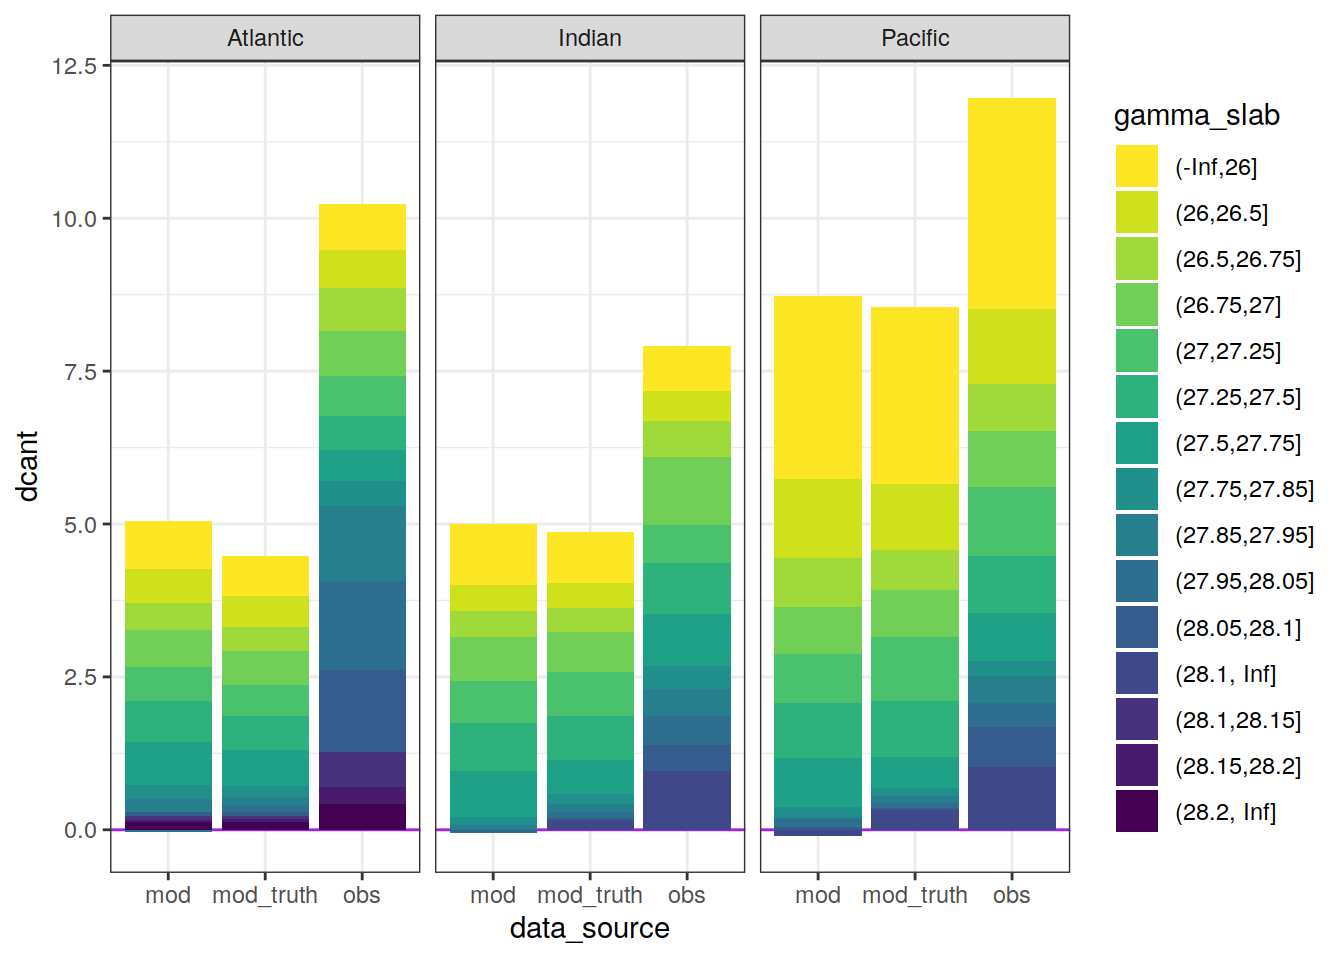 Atlantic Indian Pacific
12.5
10.0
7.5
5.0
2.5
0.0
dcant
mod mod_truth obs mod mod_truth obs mod mod_truth obs
data_source
gamma_slab
(-Inf,26]
(26,26.5]
(26.5,26.75]
(26.75,27]
(27,27.25]
(27.25,27.5]
(27.5,27.75]
(27.75,27.85]
(27.85,27.95]
(27.95,28.05]
(28.05,28.1]
(28.1, Inf]
(28.1,28.15]
(28.15,28.2]
(28.2, Inf]